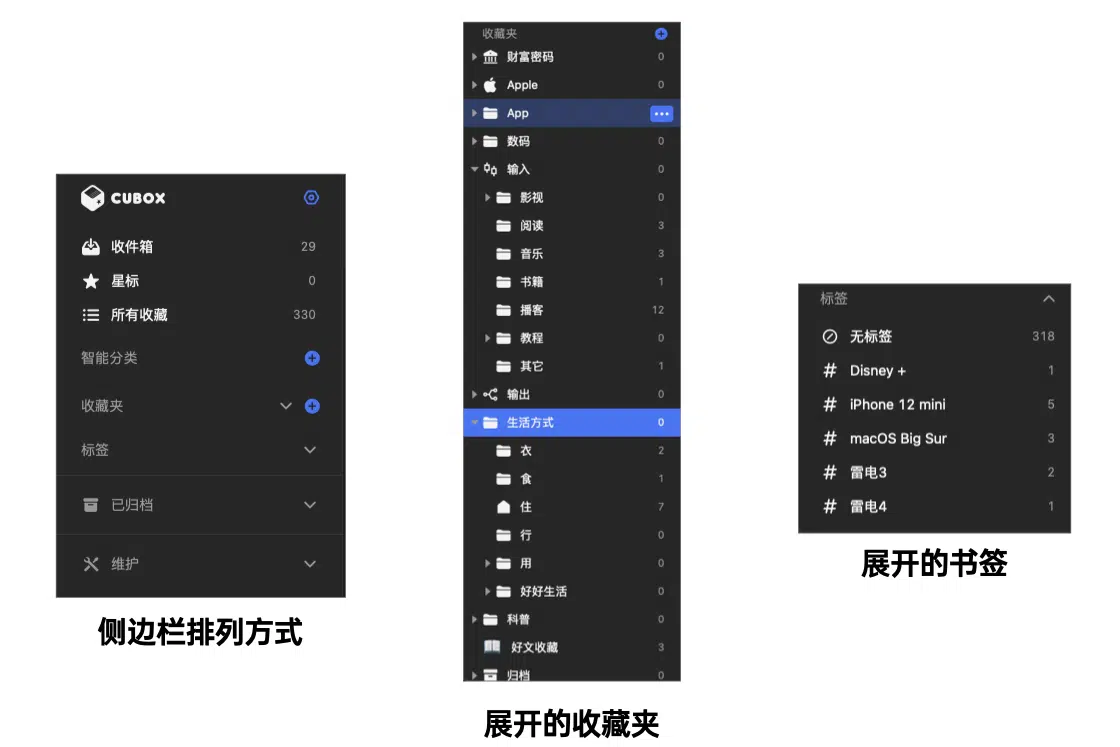 CUBOX
收件箱 29
星标 0
所有收藏 330
智能分类
收藏夹
标签
已归档
维护
侧边栏排列方式
收藏夹
财富密码 0
Apple 0
App
数码 0
输入 0
影视 0
阅读 3
音乐 3
书籍 1
播客 12
教程 0
其它 1
输出 0
生活方式 0
衣 2
食 1
住 7
行 0
用 0
好好生活 0
科普 0
好文收藏 3
归档 0
展开的收藏夹
标签
无标签 318
# Disney + 1
# iPhone 12 mini 5
# macOS Big Sur 3
# 雷电3 2
# 雷电4 1
展开的书签